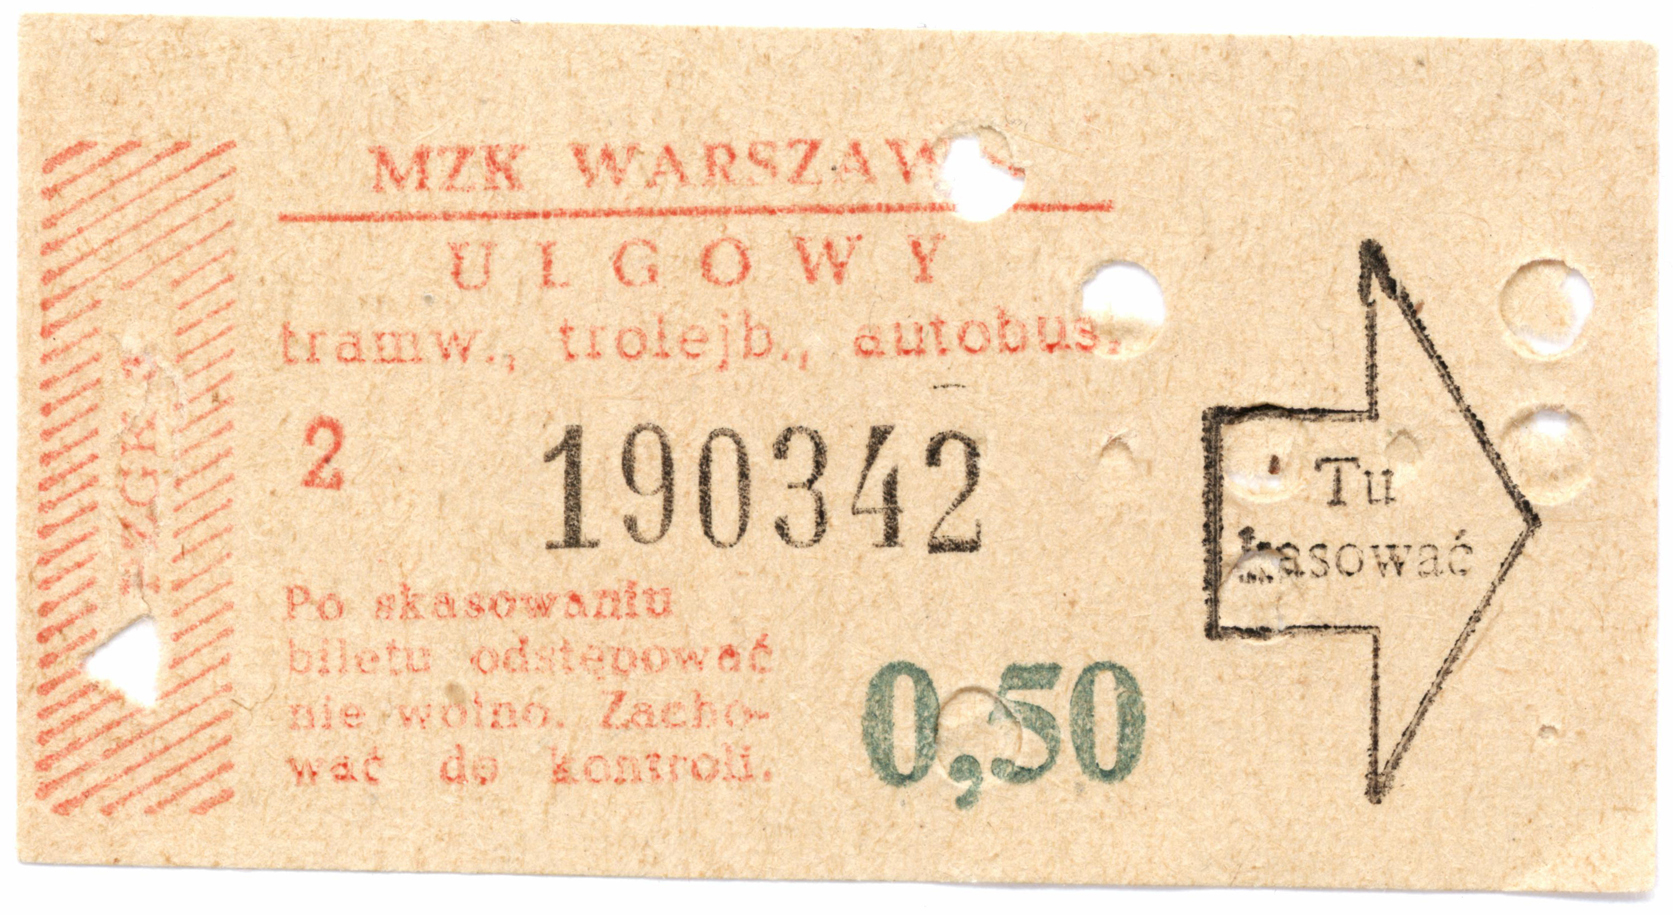 MZK WARSZAW
ULGOWY
tramw., trolejb., autobus.
2 190342
Po skasowaniu
biletu odstępować
nie wolno. Zacho-
wać do kontroli.
0,50
Tu
kasować